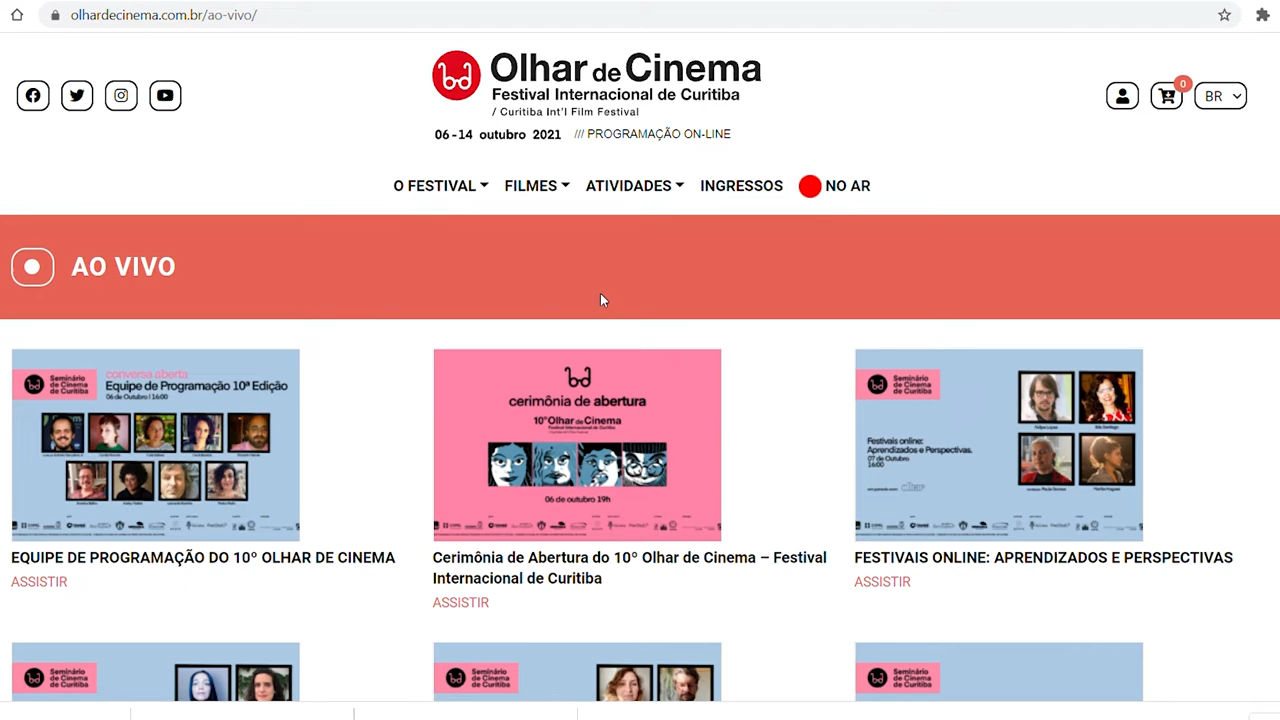 olhardecinema.com.br/ao-vivo/
Olhar de Cinema
Festival Internacional de Curitiba
/ Curitiba Int'l Film Festival
06-14 outubro 2021 /// PROGRAMAÇÃO ON-LINE
0
BR
O FESTIVAL FILMES ATIVIDADES INGRESSOS NO AR
AO VIVO
Seminário
de Cinema
de Curitiba
conversa aberta
Equipe de Programação 10ª Edição
06 de Outubro | 16:00
EQUIPE DE PROGRAMAÇÃO DO 10º OLHAR DE CINEMA
ASSISTIR
cerimônia de abertura
10º Olhar de Cinema
06 de outubro 19h
Cerimônia de Abertura do 10º Olhar de Cinema – Festival
Internacional de Curitiba
ASSISTIR
Seminário
de Cinema
de Curitiba
Festivais online:
Aprendizados e Perspectivas.
07 de Outubro
16:00
FESTIVAIS ONLINE: APRENDIZADOS E PERSPECTIVAS
ASSISTIR
Seminário
de Cinema
de Curitiba
Seminário
de Cinema
de Curitiba
Seminário
de Cinema
de Curitiba